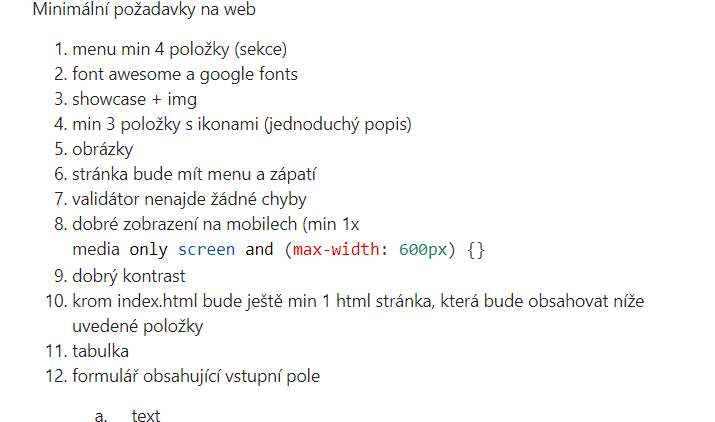 Minimální požadavky na web
1. menu min 4 položky (sekce)
2. font awesome a google fonts
3. showcase + img
4. min 3 položky s ikonami (jednoduchý popis)
5. obrázky
6. stránka bude mít menu a zápatí
7. validátor nenajde žádné chyby
8. dobré zobrazení na mobilech (min 1x
media only screen and (max-width: 600px) {}
9. dobrý kontrast
10. krom index.html bude ještě min 1 html stránka, která bude obsahovat níže
uvedené položky
11. tabulka
12. formulář obsahující vstupní pole
a. text